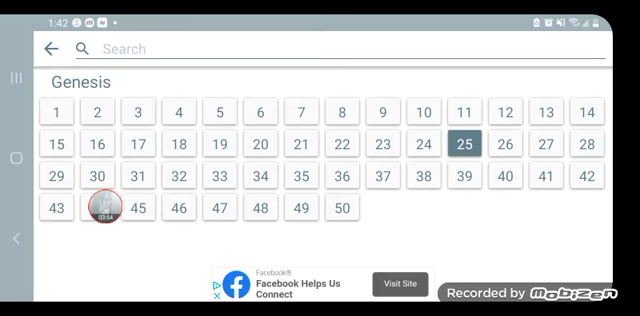 1:42
Search
Genesis
1 2 3 4 5 6 7 8 9 10 11 12 13 14
15 16 17 18 19 20 21 22 23 24 25 26 27 28
29 30 31 32 33 34 35 36 37 38 39 40 41 42
43 45 46 47 48 49 50
03:54
Facebook®
Facebook Helps Us
Connect
Visit Site
Recorded by
Mobizen